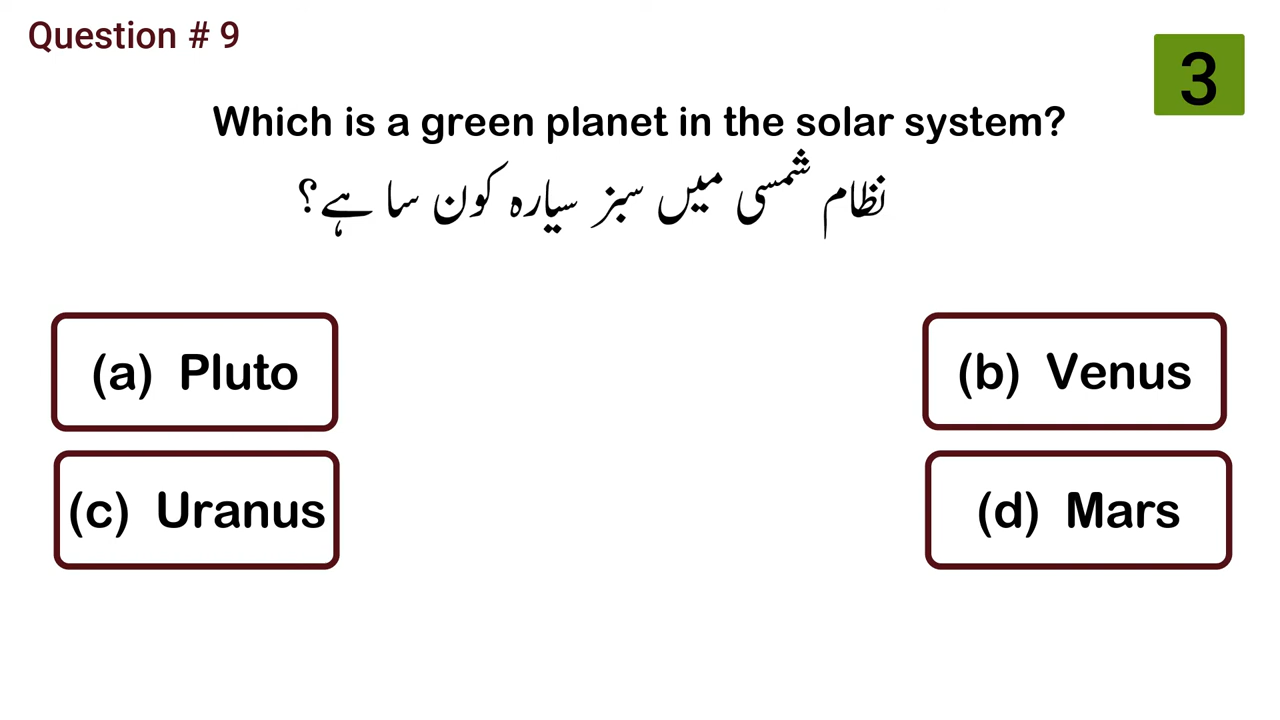 Question # 9
3
Which is a green planet in the solar system?
نظام شمسی میں سبز سیارہ کون سا ہے؟
(a) Pluto
(b) Venus
(c) Uranus
(d) Mars